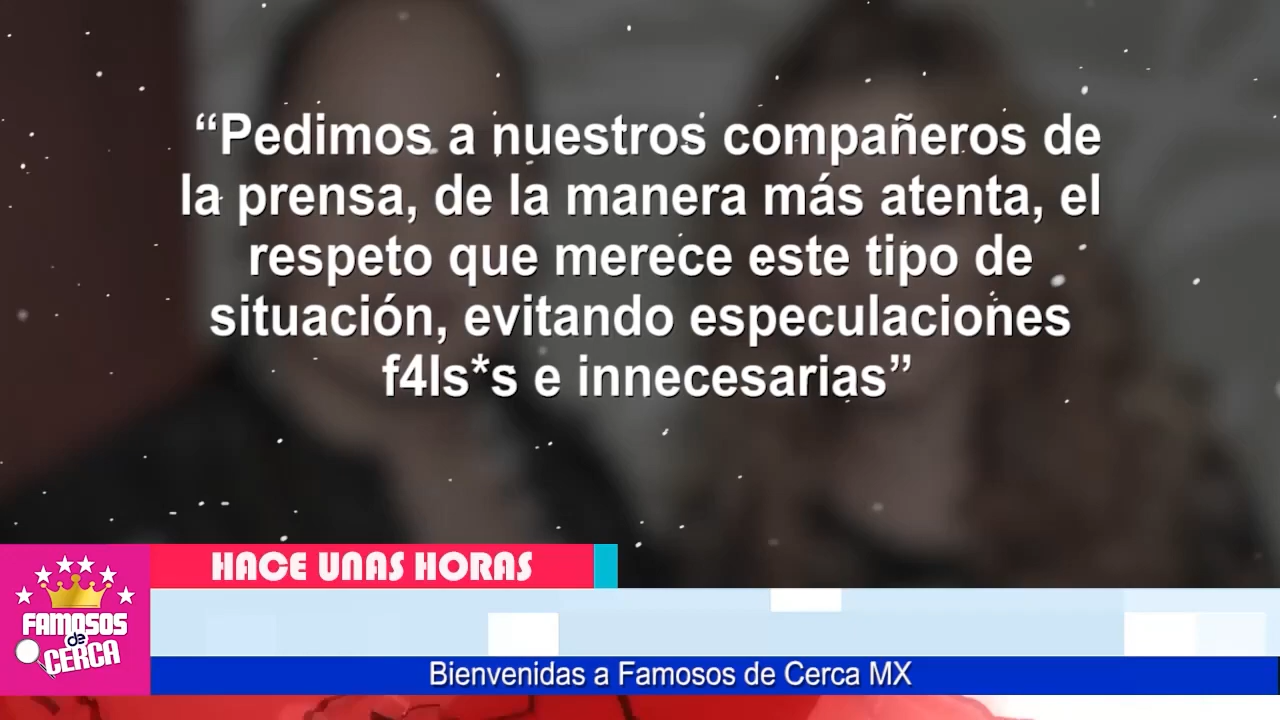 “Pedimos a nuestros compañeros de
la prensa, de la manera más atenta, el
respeto que merece este tipo de
situación, evitando especulaciones
f4ls*s e innecesarias”
HACE UNAS HORAS
FAMOSOS
de
CERCA
Bienvenidas a Famosos de Cerca MX